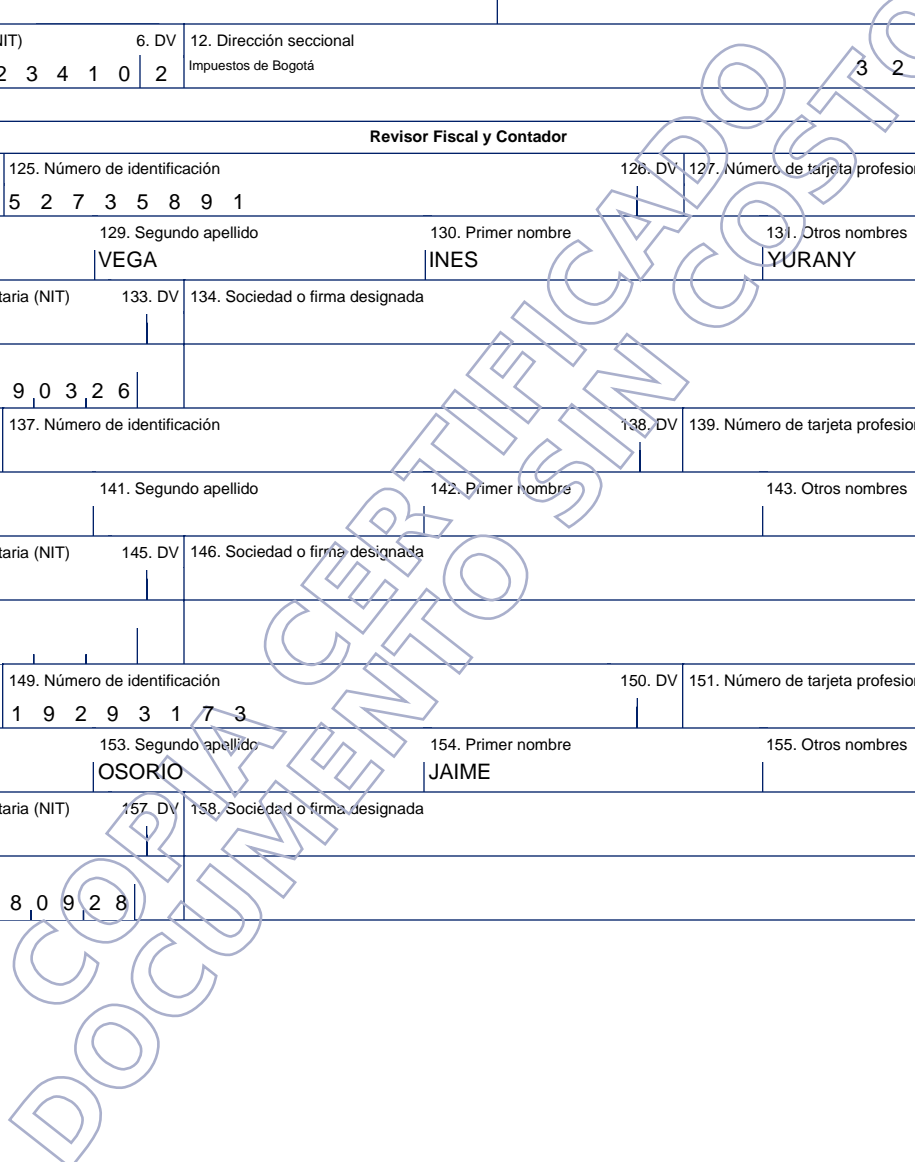 NIT) 6. DV 12. Dirección seccional
2 3 4 1 0 2 Impuestos de Bogotá 3 2
Revisor Fiscal y Contador
125. Número de identificación 126. DV 127. Número de tarjeta profesion
5 2 7 3 5 8 9 1
129. Segundo apellido 130. Primer nombre 131. Otros nombres
VEGA INES YURANY
taria (NIT) 133. DV 134. Sociedad o firma designada
9 0 3 2 6
137. Número de identificación 138. DV 139. Número de tarjeta profesion
141. Segundo apellido 142. Primer nombre 143. Otros nombres
taria (NIT) 145. DV 146. Sociedad o firma designada
149. Número de identificación 150. DV 151. Número de tarjeta profesion
1 9 2 9 3 1 7 3
153. Segundo apellido 154. Primer nombre 155. Otros nombres
OSORIO JAIME
taria (NIT) 157. DV 158. Sociedad o firma designada
8 0 9 2 8
COPIA CERTIFICADO
DOCUMENTO SIN COSTO